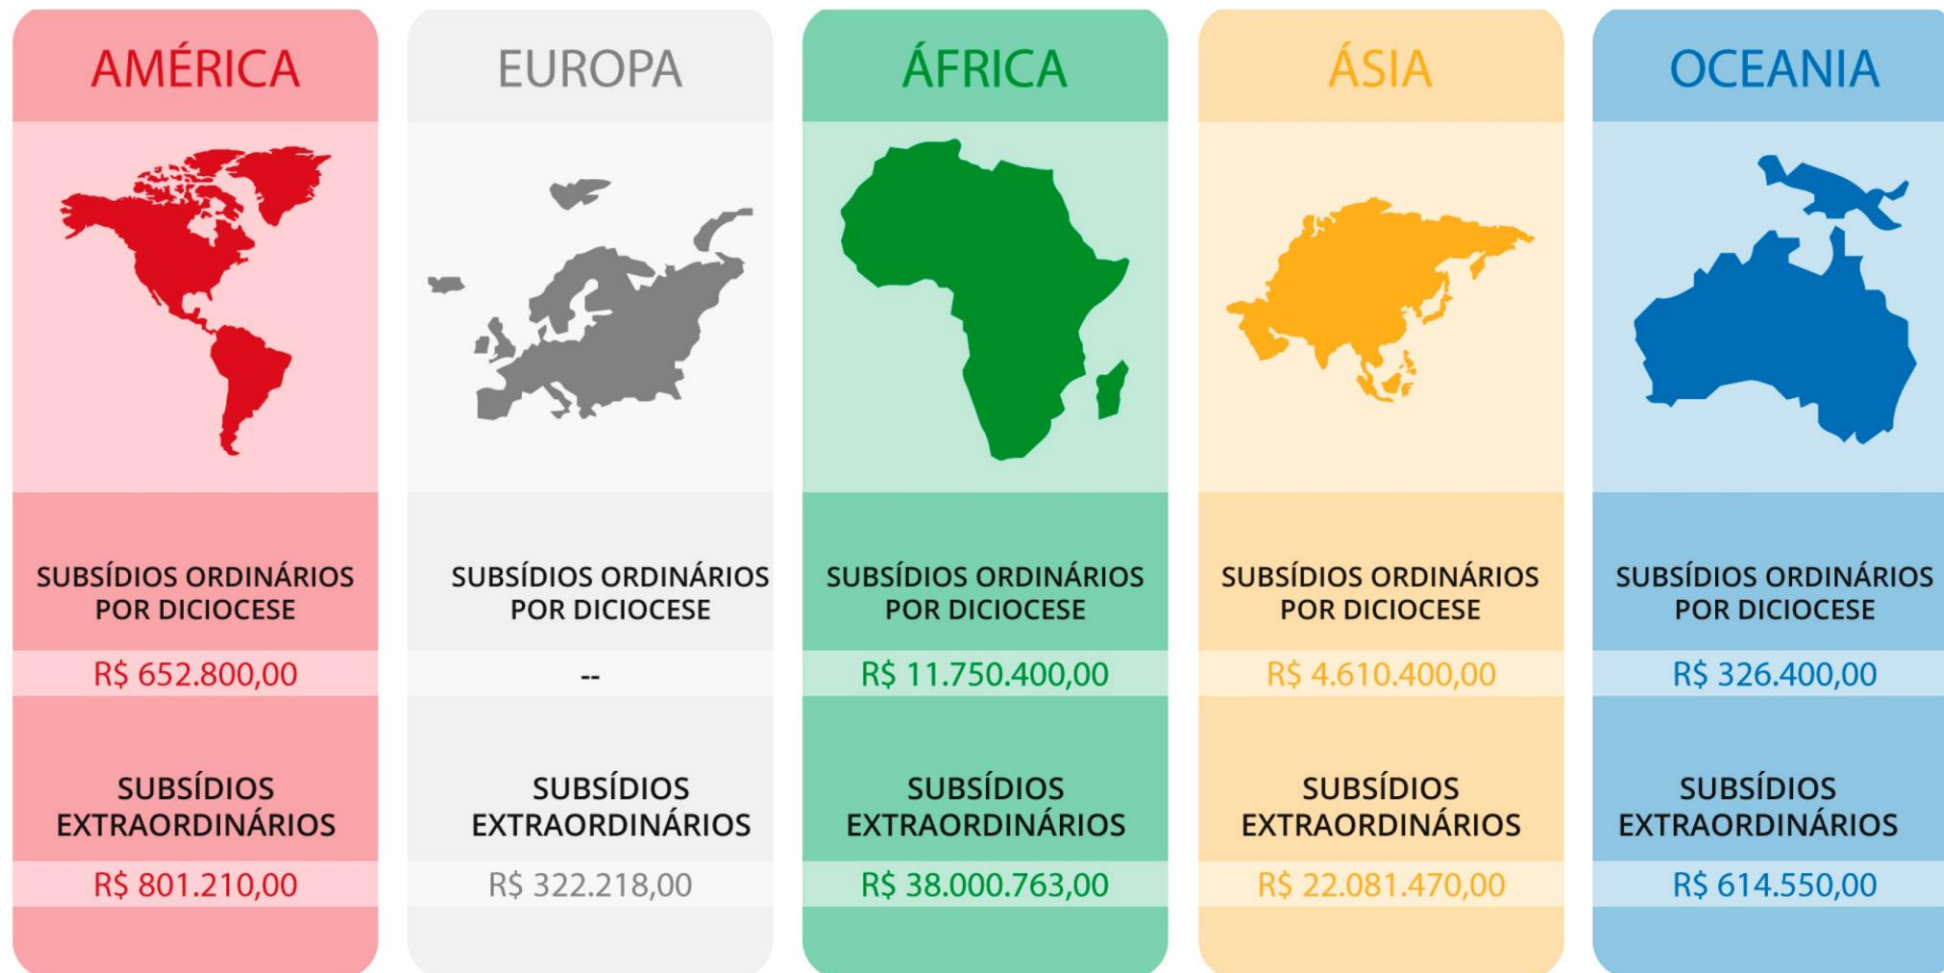 AMÉRICA
SUBSÍDIOS ORDINÁRIOS
POR DICIOCESE
R$ 652.800,00
SUBSÍDIOS
EXTRAORDINÁRIOS
R$ 801.210,00
EUROPA
SUBSÍDIOS ORDINÁRIOS
POR DICIOCESE
--
SUBSÍDIOS
EXTRAORDINÁRIOS
R$ 322.218,00
ÁFRICA
SUBSÍDIOS ORDINÁRIOS
POR DICIOCESE
R$ 11.750.400,00
SUBSÍDIOS
EXTRAORDINÁRIOS
R$ 38.000.763,00
ÁSIA
SUBSÍDIOS ORDINÁRIOS
POR DICIOCESE
R$ 4.610.400,00
SUBSÍDIOS
EXTRAORDINÁRIOS
R$ 22.081.470,00
OCEANIA
SUBSÍDIOS ORDINÁRIOS
POR DICIOCESE
R$ 326.400,00
SUBSÍDIOS
EXTRAORDINÁRIOS
R$ 614.550,00